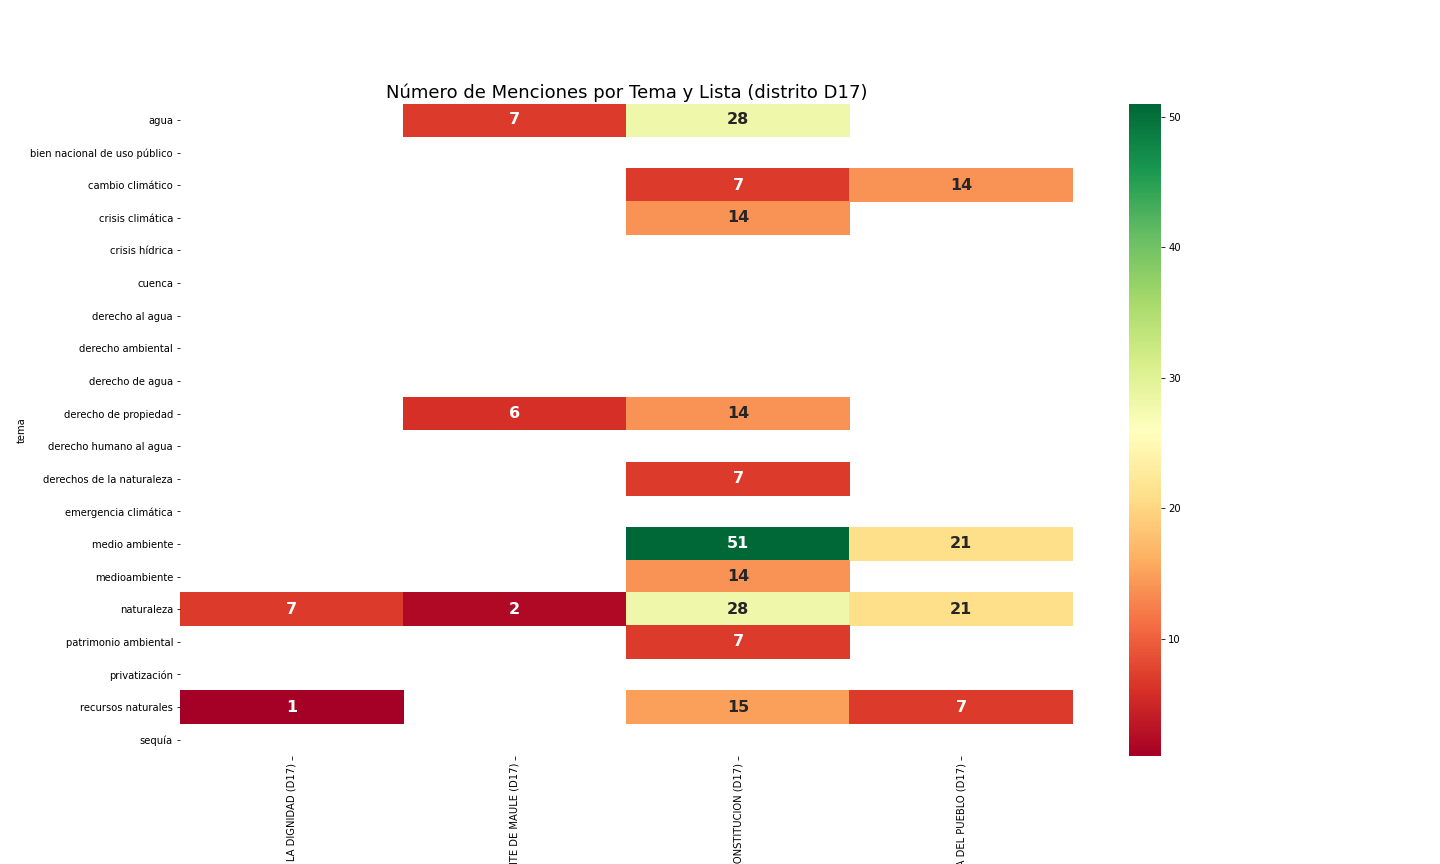 Número de Menciones por Tema y Lista (distrito D17)
agua 7 28
bien nacional de uso público
cambio climático 7 14
crisis climática 14
crisis hídrica
cuenca
derecho al agua
derecho ambiental
derecho de agua
derecho de propiedad 6 14
derecho humano al agua
derechos de la naturaleza 7
emergencia climática
medio ambiente 51 21
medioambiente 14
naturaleza 7 2 28 21
patrimonio ambiental 7
privatización
recursos naturales 1 15 7
sequía
tema
50
40
30
20
10
LA DIGNIDAD (D17)
NTE DE MAULE (D17)
ONSTITUCION (D17)
A DEL PUEBLO (D17)